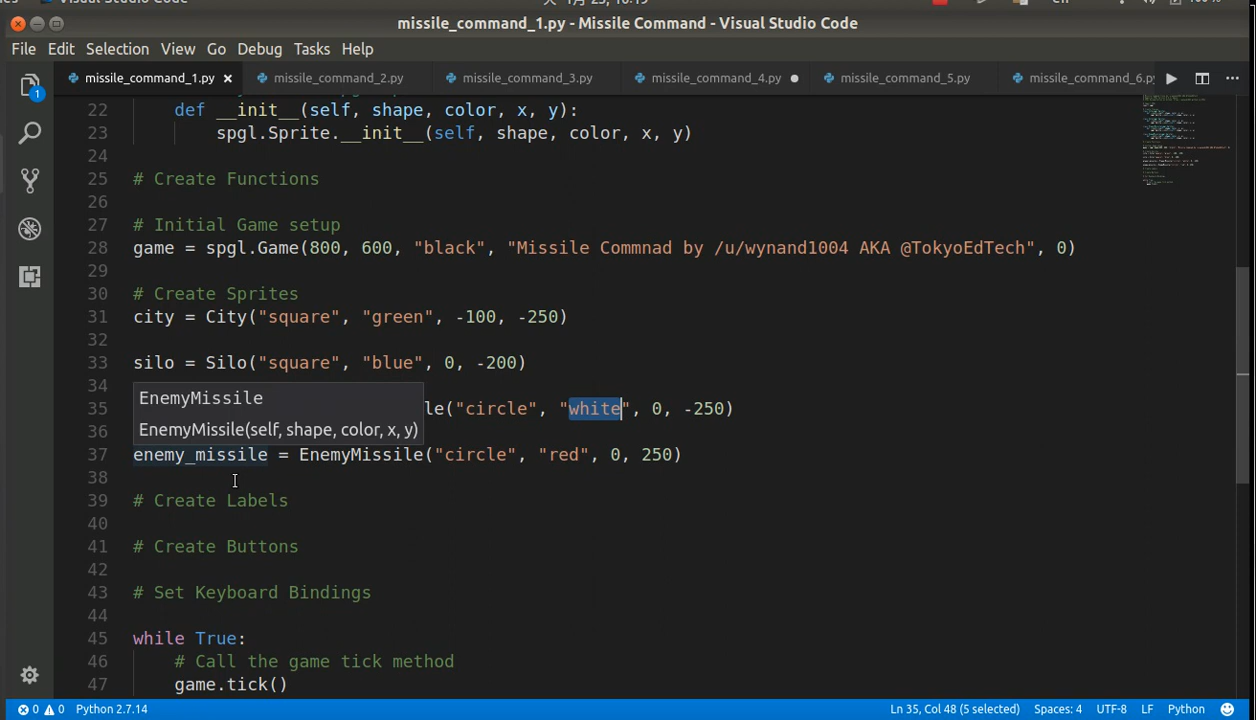 missile_command_1.py - Missile Command - Visual Studio Code
File Edit Selection View Go Debug Tasks Help
missile_command_1.py × missile_command_2.py missile_command_3.py missile_command_4.py missile_command_5.py missile_command_6.py
1
22 def __init__(self, shape, color, x, y):
23 spgl.Sprite.__init__(self, shape, color, x, y)
24
25 # Create Functions
26
27 # Initial Game setup
28 game = spgl.Game(800, 600, "black", "Missile Commnad by /u/wynand1004 AKA @TokyoEdTech", 0)
29
30 # Create Sprites
31 city = City("square", "green", -100, -250)
32
33 silo = Silo("square", "blue", 0, -200)
34
EnemyMissile
35 le("circle", "white", 0, -250)
36 EnemyMissile(self, shape, color, x, y)
37 enemy_missile = EnemyMissile("circle", "red", 0, 250)
38
39 # Create Labels
40
41 # Create Buttons
42
43 # Set Keyboard Bindings
44
45 while True:
46 # Call the game tick method
47 game.tick()
0 0 Python 2.7.14 Ln 35, Col 48 (5 selected) Spaces: 4 UTF-8 LF Python